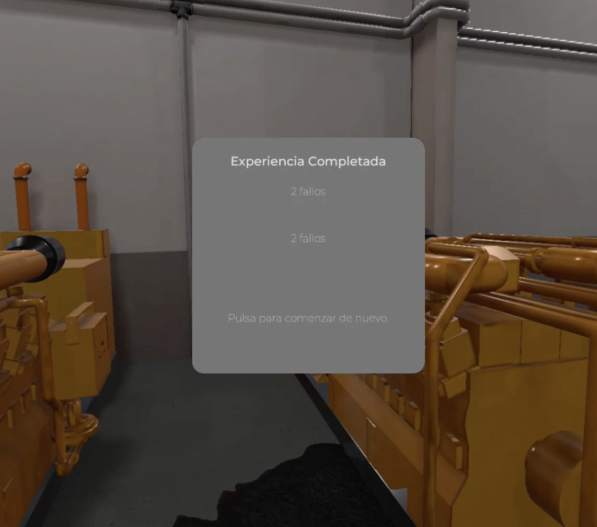 Experiencia Completada
2 fallos
2 fallos
Pulsa para comenzar de nuevo.